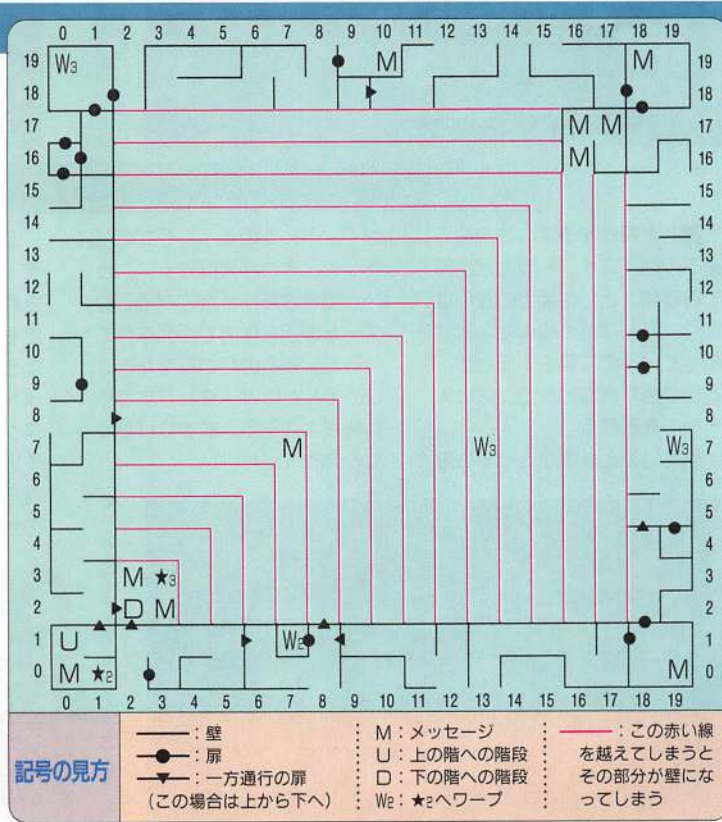 0 1 2 3 4 5 6 7 8 9 10 11 12 13 14 15 16 17 18 19
19 W3 M M 19
18 18
17 M M 17
16 M 16
15 15
14 14
13 13
12 12
11 11
10 10
9 9
8 8
7 M W3 W3 7
6 6
5 5
4 4
3 M ★3 3
2 D M 2
1 U W2 1
0 M ★2 M 0
0 1 2 3 4 5 6 7 8 9 10 11 12 13 14 15 16 17 18 19
記号の見方
:壁
:扉
:一方通行の扉
(この場合は上から下へ)
M:メッセージ
U:上の階への階段
D:下の階への階段
W2:★2へワープ
:この赤い線
を越えてしまうと
その部分が壁にな
ってしまう